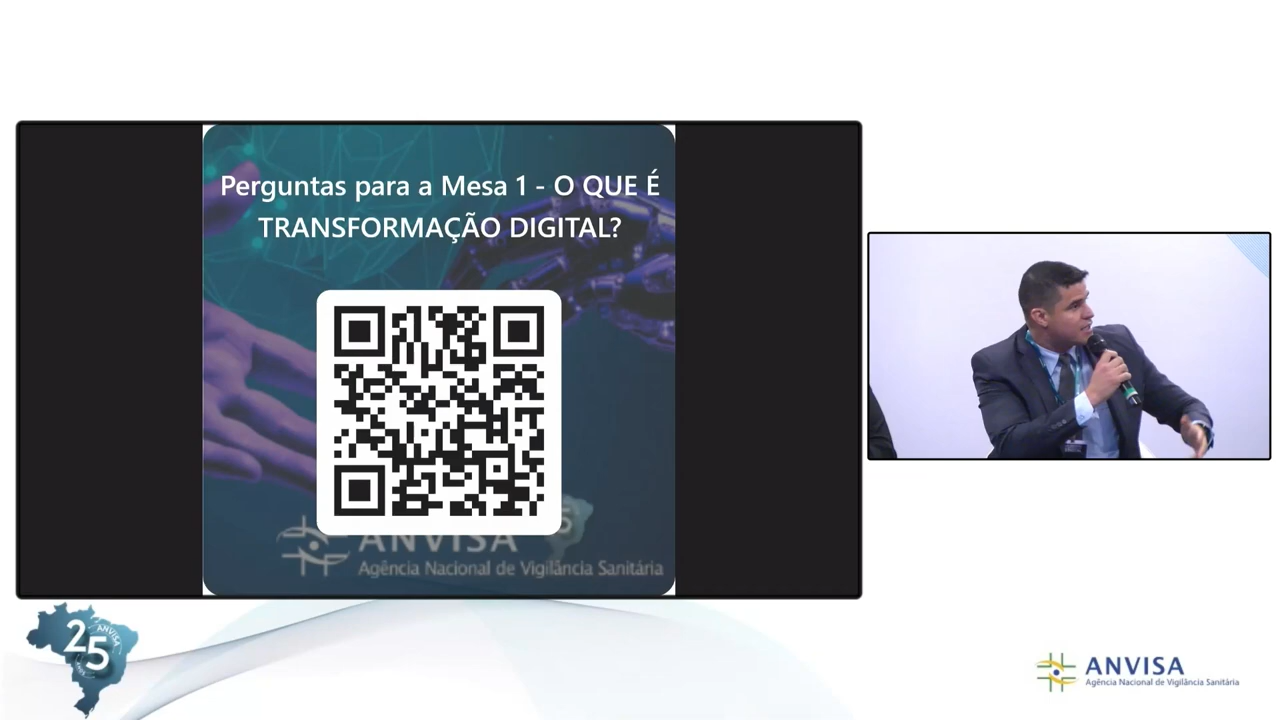 Perguntas para a Mesa 1 - O QUE É
TRANSFORMAÇÃO DIGITAL?
ANVISA
Agência Nacional de Vigilância Sanitária
25
ANVISA
ANVISA
Agência Nacional de Vigilância Sanitária